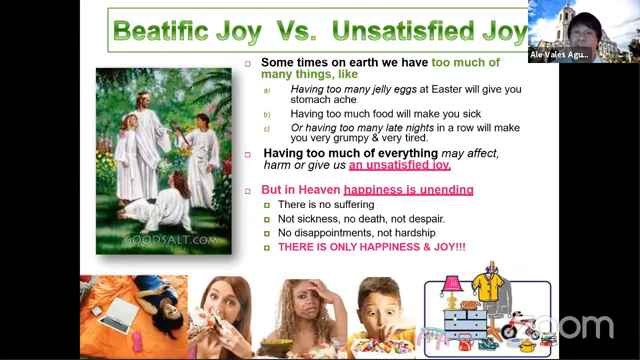 Beatific Joy Vs. Unsatisfied Joy
Ale Vales Agu...
Some times on earth we have too much of
many things, like
a) Having too many jelly eggs at Easter will give you
stomach ache
b) Having too much food will make you sick
c) Or having too many late nights in a row will make
you very grumpy & very tired.
Having too much of everything may affect,
harm or give us an unsatisfied joy.
But in Heaven happiness is unending
There is no suffering
Not sickness, no death, not despair.
No disappointments, not hardship
THERE IS ONLY HAPPINESS & JOY!!!
GOODSALT.COM
zoom